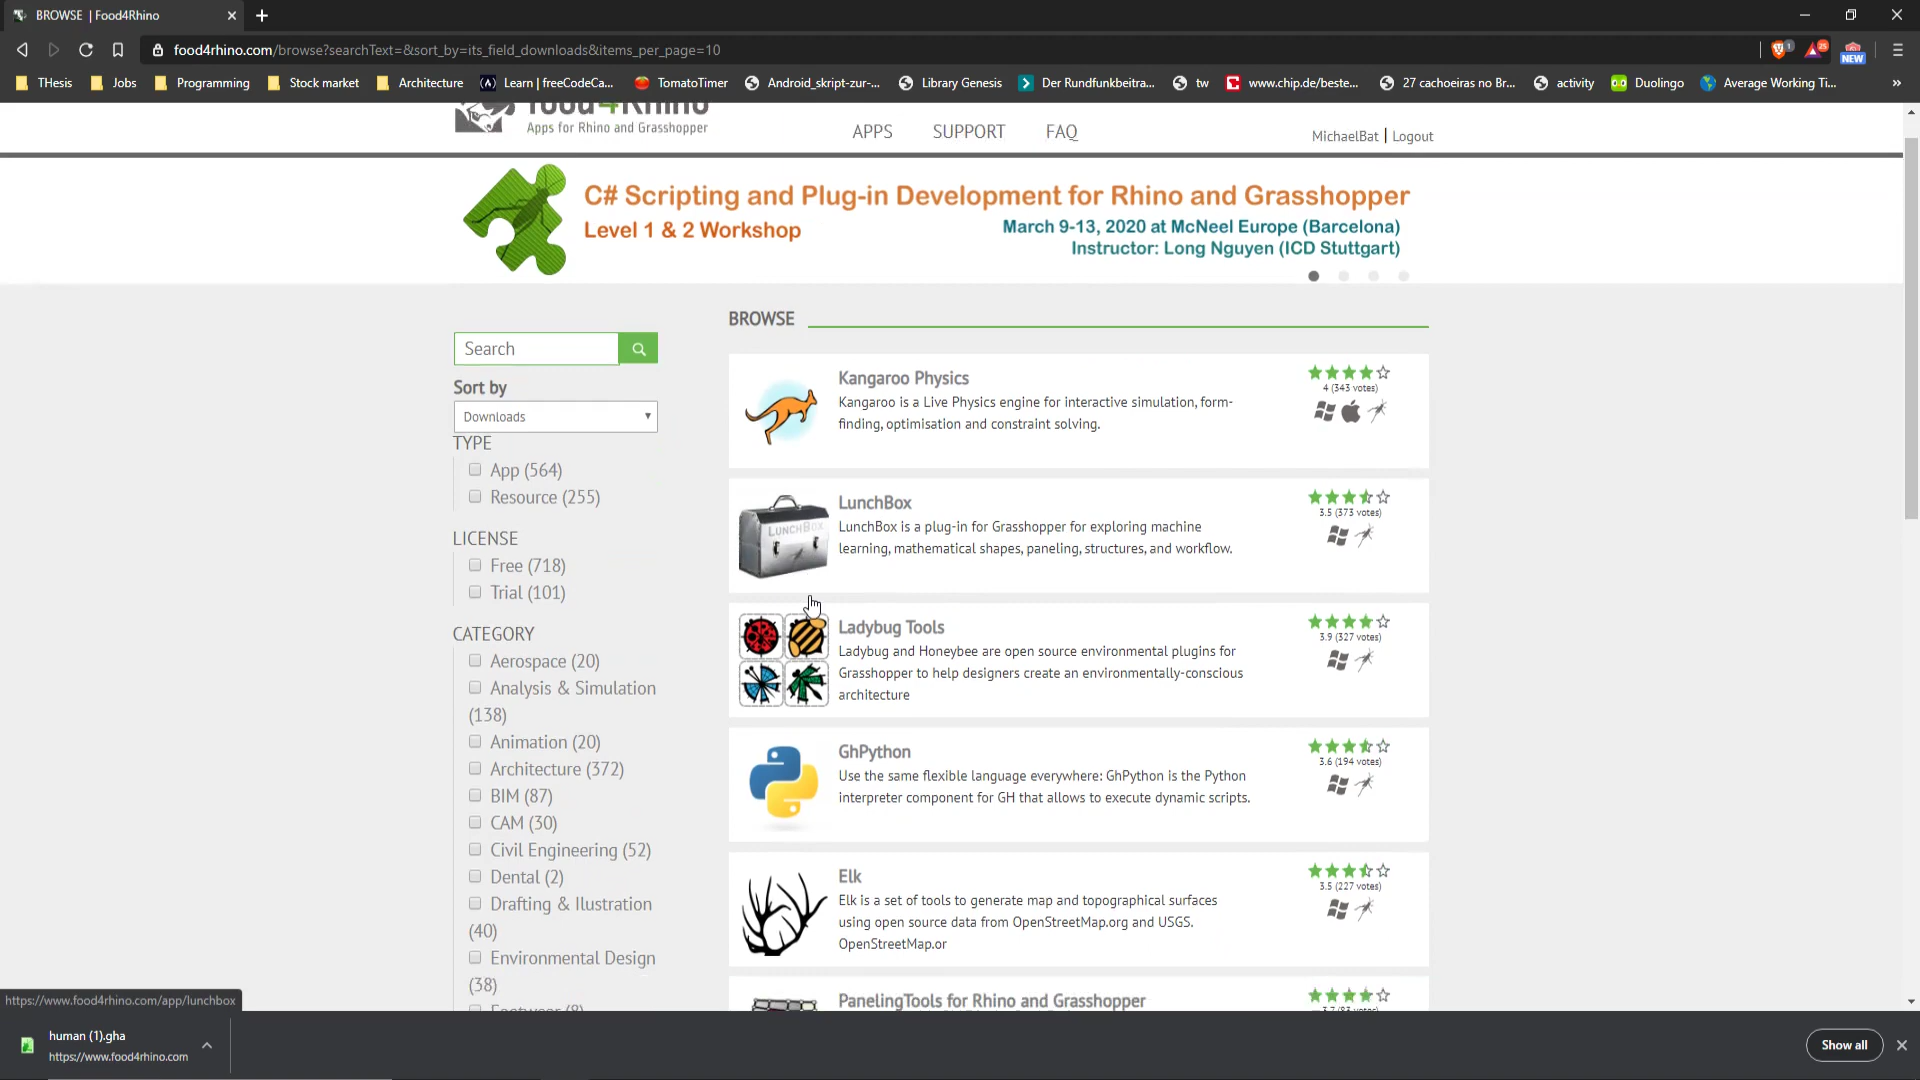 BROWSE | Food4Rhino
food4rhino.com/browse?searchText=&sort_by=its_field_downloads&items_per_page=10
1
25
NEW
THesis
Jobs
Programming
Stock market
Architecture
Learn | freeCodeCa...
TomatoTimer
Android_skript-zur-...
Library Genesis
Der Rundfunkbeitra...
tw
www.chip.de/beste...
27 cachoeiras no Br...
activity
Duolingo
Average Working Ti...
»
food4Rhino
Apps for Rhino and Grasshopper
APPS
SUPPORT
FAQ
MichaelBat | Logout
C# Scripting and Plug-in Development for Rhino and Grasshopper
Level 1 & 2 Workshop
March 9-13, 2020 at McNeel Europe (Barcelona)
Instructor: Long Nguyen (ICD Stuttgart)
Search
Sort by
Downloads
TYPE
App (564)
Resource (255)
LICENSE
Free (718)
Trial (101)
CATEGORY
Aerospace (20)
Analysis & Simulation
(138)
Animation (20)
Architecture (372)
BIM (87)
CAM (30)
Civil Engineering (52)
Dental (2)
Drafting & Ilustration
(40)
Environmental Design
(38)
Footwear (8)
BROWSE
Kangaroo Physics
Kangaroo is a Live Physics engine for interactive simulation, form-
finding, optimisation and constraint solving.
4 (343 votes)
LUNCHBOX
LunchBox
LunchBox is a plug-in for Grasshopper for exploring machine
learning, mathematical shapes, paneling, structures, and workflow.
3.5 (373 votes)
Ladybug Tools
Ladybug and Honeybee are open source environmental plugins for
Grasshopper to help designers create an environmentally-conscious
architecture
3.9 (327 votes)
GhPython
Use the same flexible language everywhere: GhPython is the Python
interpreter component for GH that allows to execute dynamic scripts.
3.6 (194 votes)
Elk
Elk is a set of tools to generate map and topographical surfaces
using open source data from OpenStreetMap.org and USGS.
OpenStreetMap.or
3.5 (227 votes)
PanelingTools for Rhino and Grasshopper
3.7 (83 votes)
https://www.food4rhino.com/app/lunchbox
human (1).gha
https://www.food4rhino.com
Show all